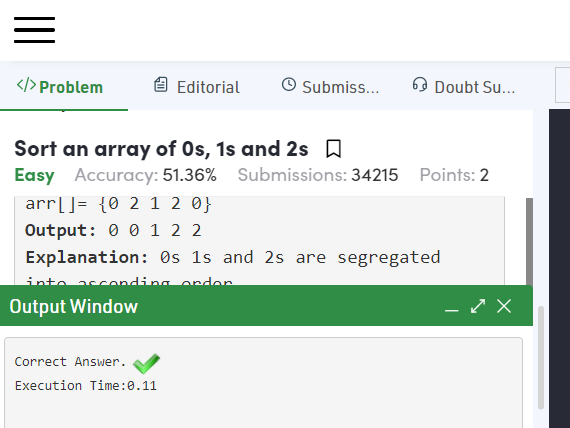 </> Problem Editorial Submiss... Doubt Su...
Sort an array of 0s, 1s and 2s
Easy Accuracy: 51.36% Submissions: 34215 Points: 2
arr[]= {0 2 1 2 0}
Output: 0 0 1 2 2
Explanation: 0s 1s and 2s are segregated
into ascending order.
Output Window
Correct Answer.
Execution Time:0.11